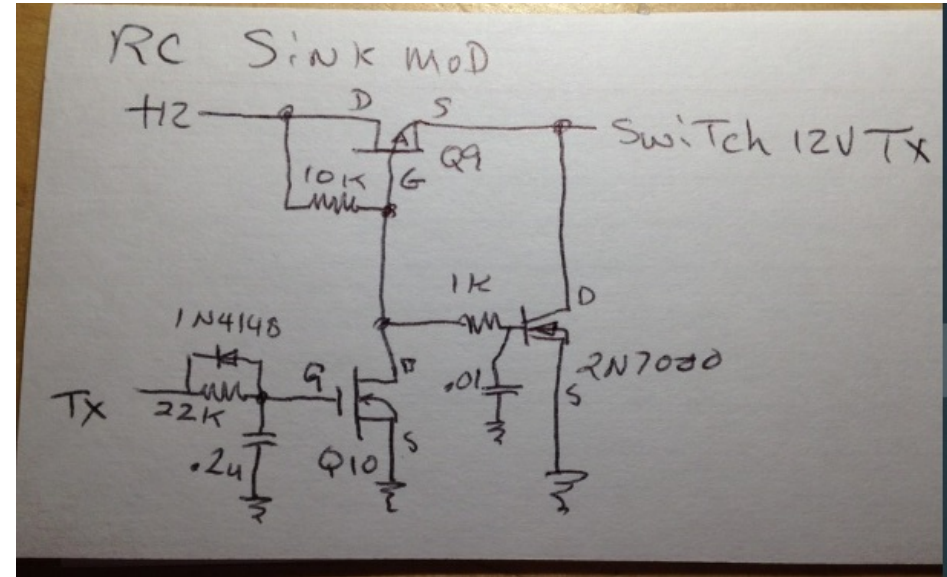 RC SiNK MOD
+12
D
S
SwiTch 12V TX
Q9
10K
G
1K
D
1N4148
D
2N7000
G
.01
S
TX
22K
S
.2u
Q10